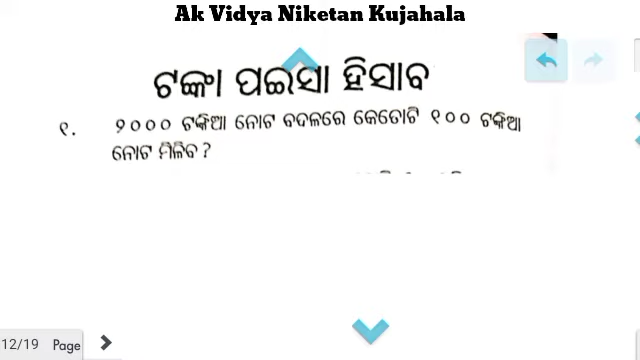 Ak Vidya Niketan Kujahala
ଟଙ୍କା ପଇସା ହିସାବ
୧. ୨୦୦୦ ଟଙ୍କିଆ ନୋଟ ବଦଳରେ କେତୋଟି ୧୦୦ ଟଙ୍କିଆ
ନୋଟ ମିଳିବ ?
12/19 Page